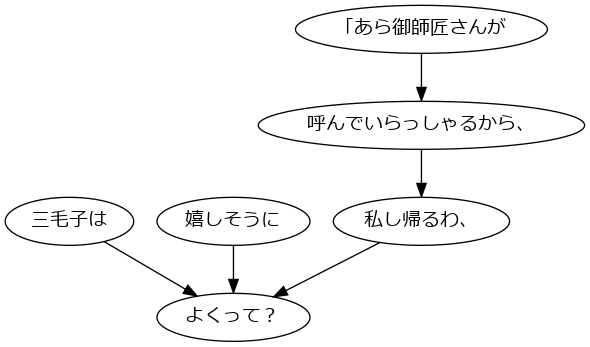 「あら御師匠さんが
呼んでいらっしゃるから、
三毛子は
嬉しそうに
私し帰るわ、
よくって？